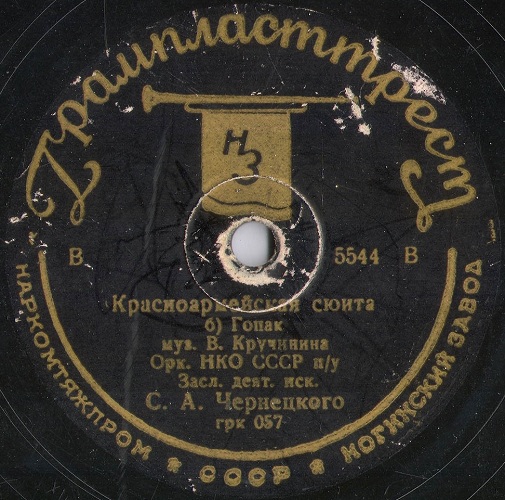 Грампласттрест
НЗ
В 5544 В
Красноармейская сюита
б) Гопак
муз. В. Кручинина
Орк. НКО СССР п/у
Засл. деят. иск.
С. А. Чернецкого
грк 057
НАРКОМТЯЖПРОМ * СССР * НОГИНСКИЙ ЗАВОД